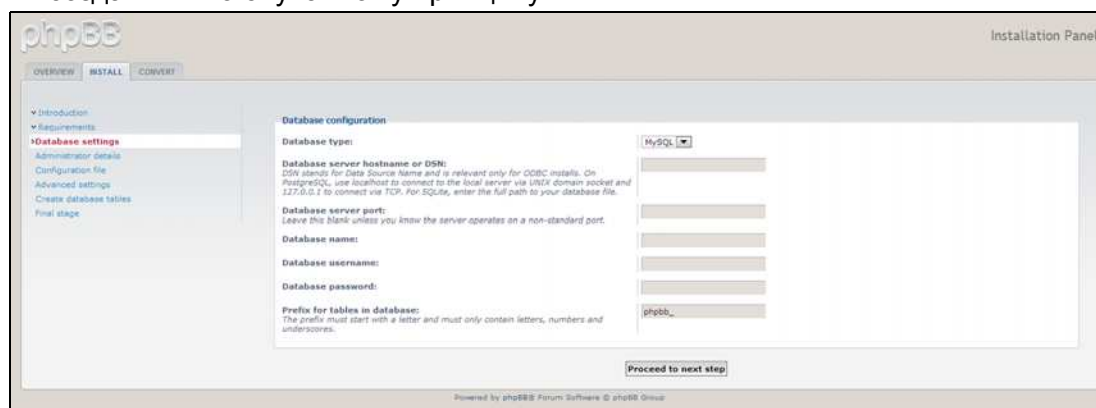 phpBB
Installation Panel
OVERVIEW INSTALL CONVERT
Introduction
Requirements
Database settings
Administrator details
Configuration file
Advanced settings
Create database tables
Final stage
Database configuration
Database type:
MySQL
Database server hostname or DSN:
DSN stands for Data Source Name and is relevant only for ODBC installs. On
PostgreSQL, use localhost to connect to the local server via UNIX domain socket and
127.0.0.1 to connect via TCP. For SQLite, enter the full path to your database file.
Database server port:
Leave this blank unless you know the server operates on a non-standard port.
Database name:
Database username:
Database password:
Prefix for tables in database:
phpbb_
The prefix must start with a letter and must only contain letters, numbers and
underscores.
Proceed to next step
Powered by phpBB® Forum Software © phpBB Group